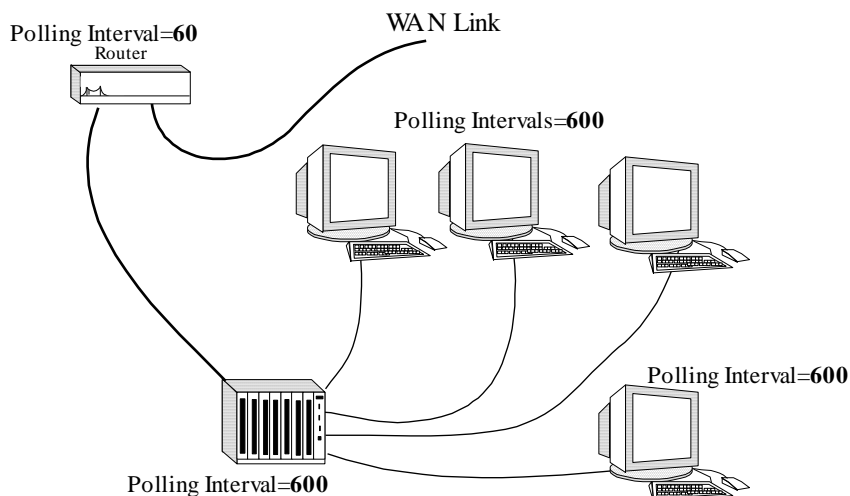 WAN Link
Polling Interval=60
Router
Polling Intervals=600
Polling Interval=600
Polling Interval=600